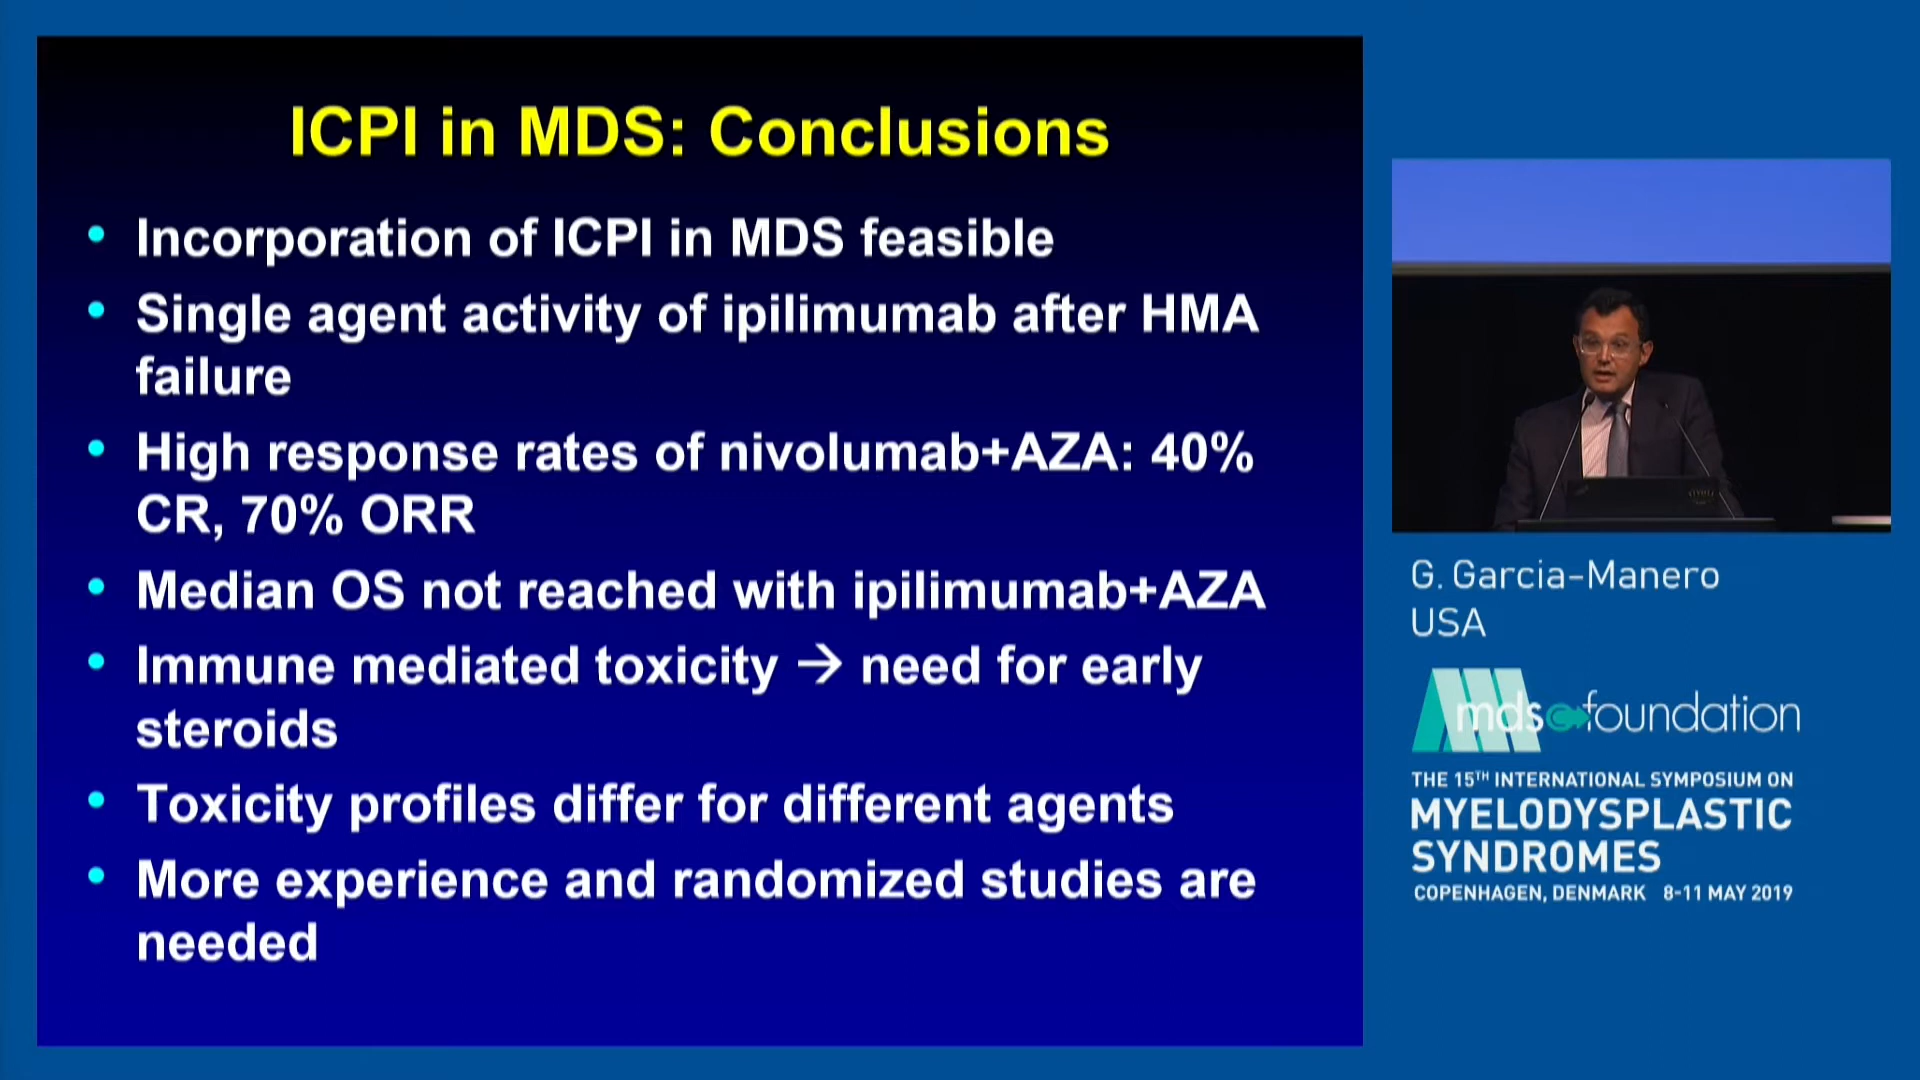 ICPI in MDS: Conclusions
• Incorporation of ICPI in MDS feasible
• Single agent activity of ipilimumab after HMA
failure
• High response rates of nivolumab+AZA: 40%
CR, 70% ORR
• Median OS not reached with ipilimumab+AZA
• Immune mediated toxicity → need for early
steroids
• Toxicity profiles differ for different agents
• More experience and randomized studies are
needed
G. Garcia-Manero
USA
mds foundation
THE 15TH INTERNATIONAL SYMPOSIUM ON
MYELODYSPLASTIC
SYNDROMES
COPENHAGEN, DENMARK 8-11 MAY 2019